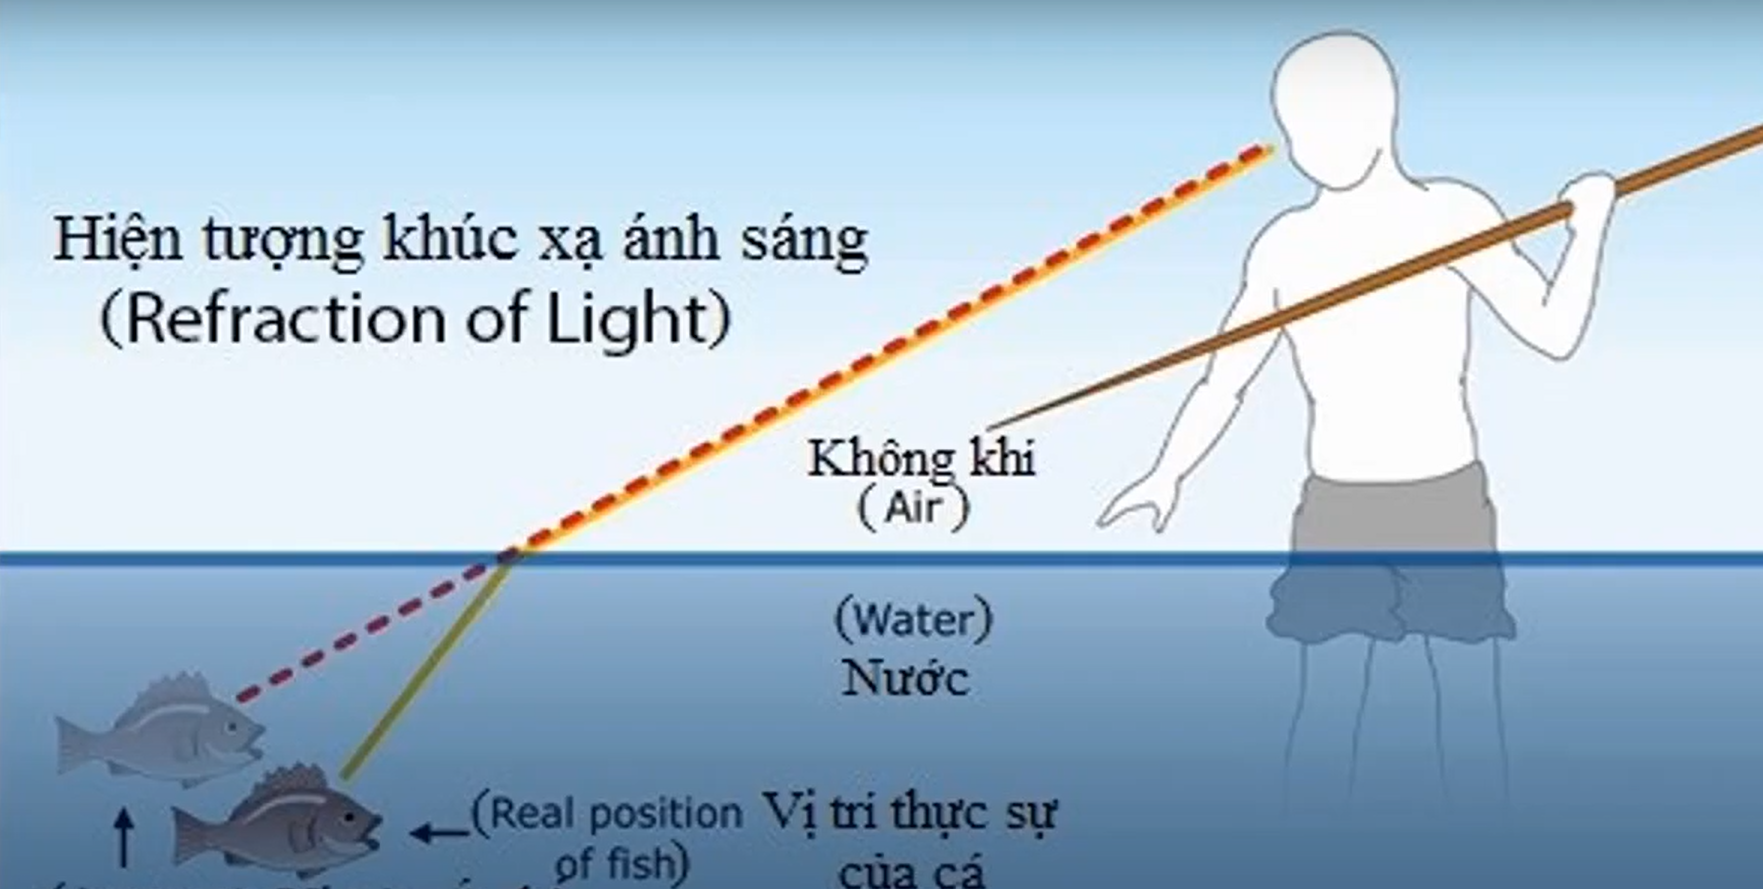 Hiện tượng khúc xạ ánh sáng
(Refraction of Light)
Không khí
(Air)
(Water)
Nước
(Real position Vị trí thực sự
of fish) của cá